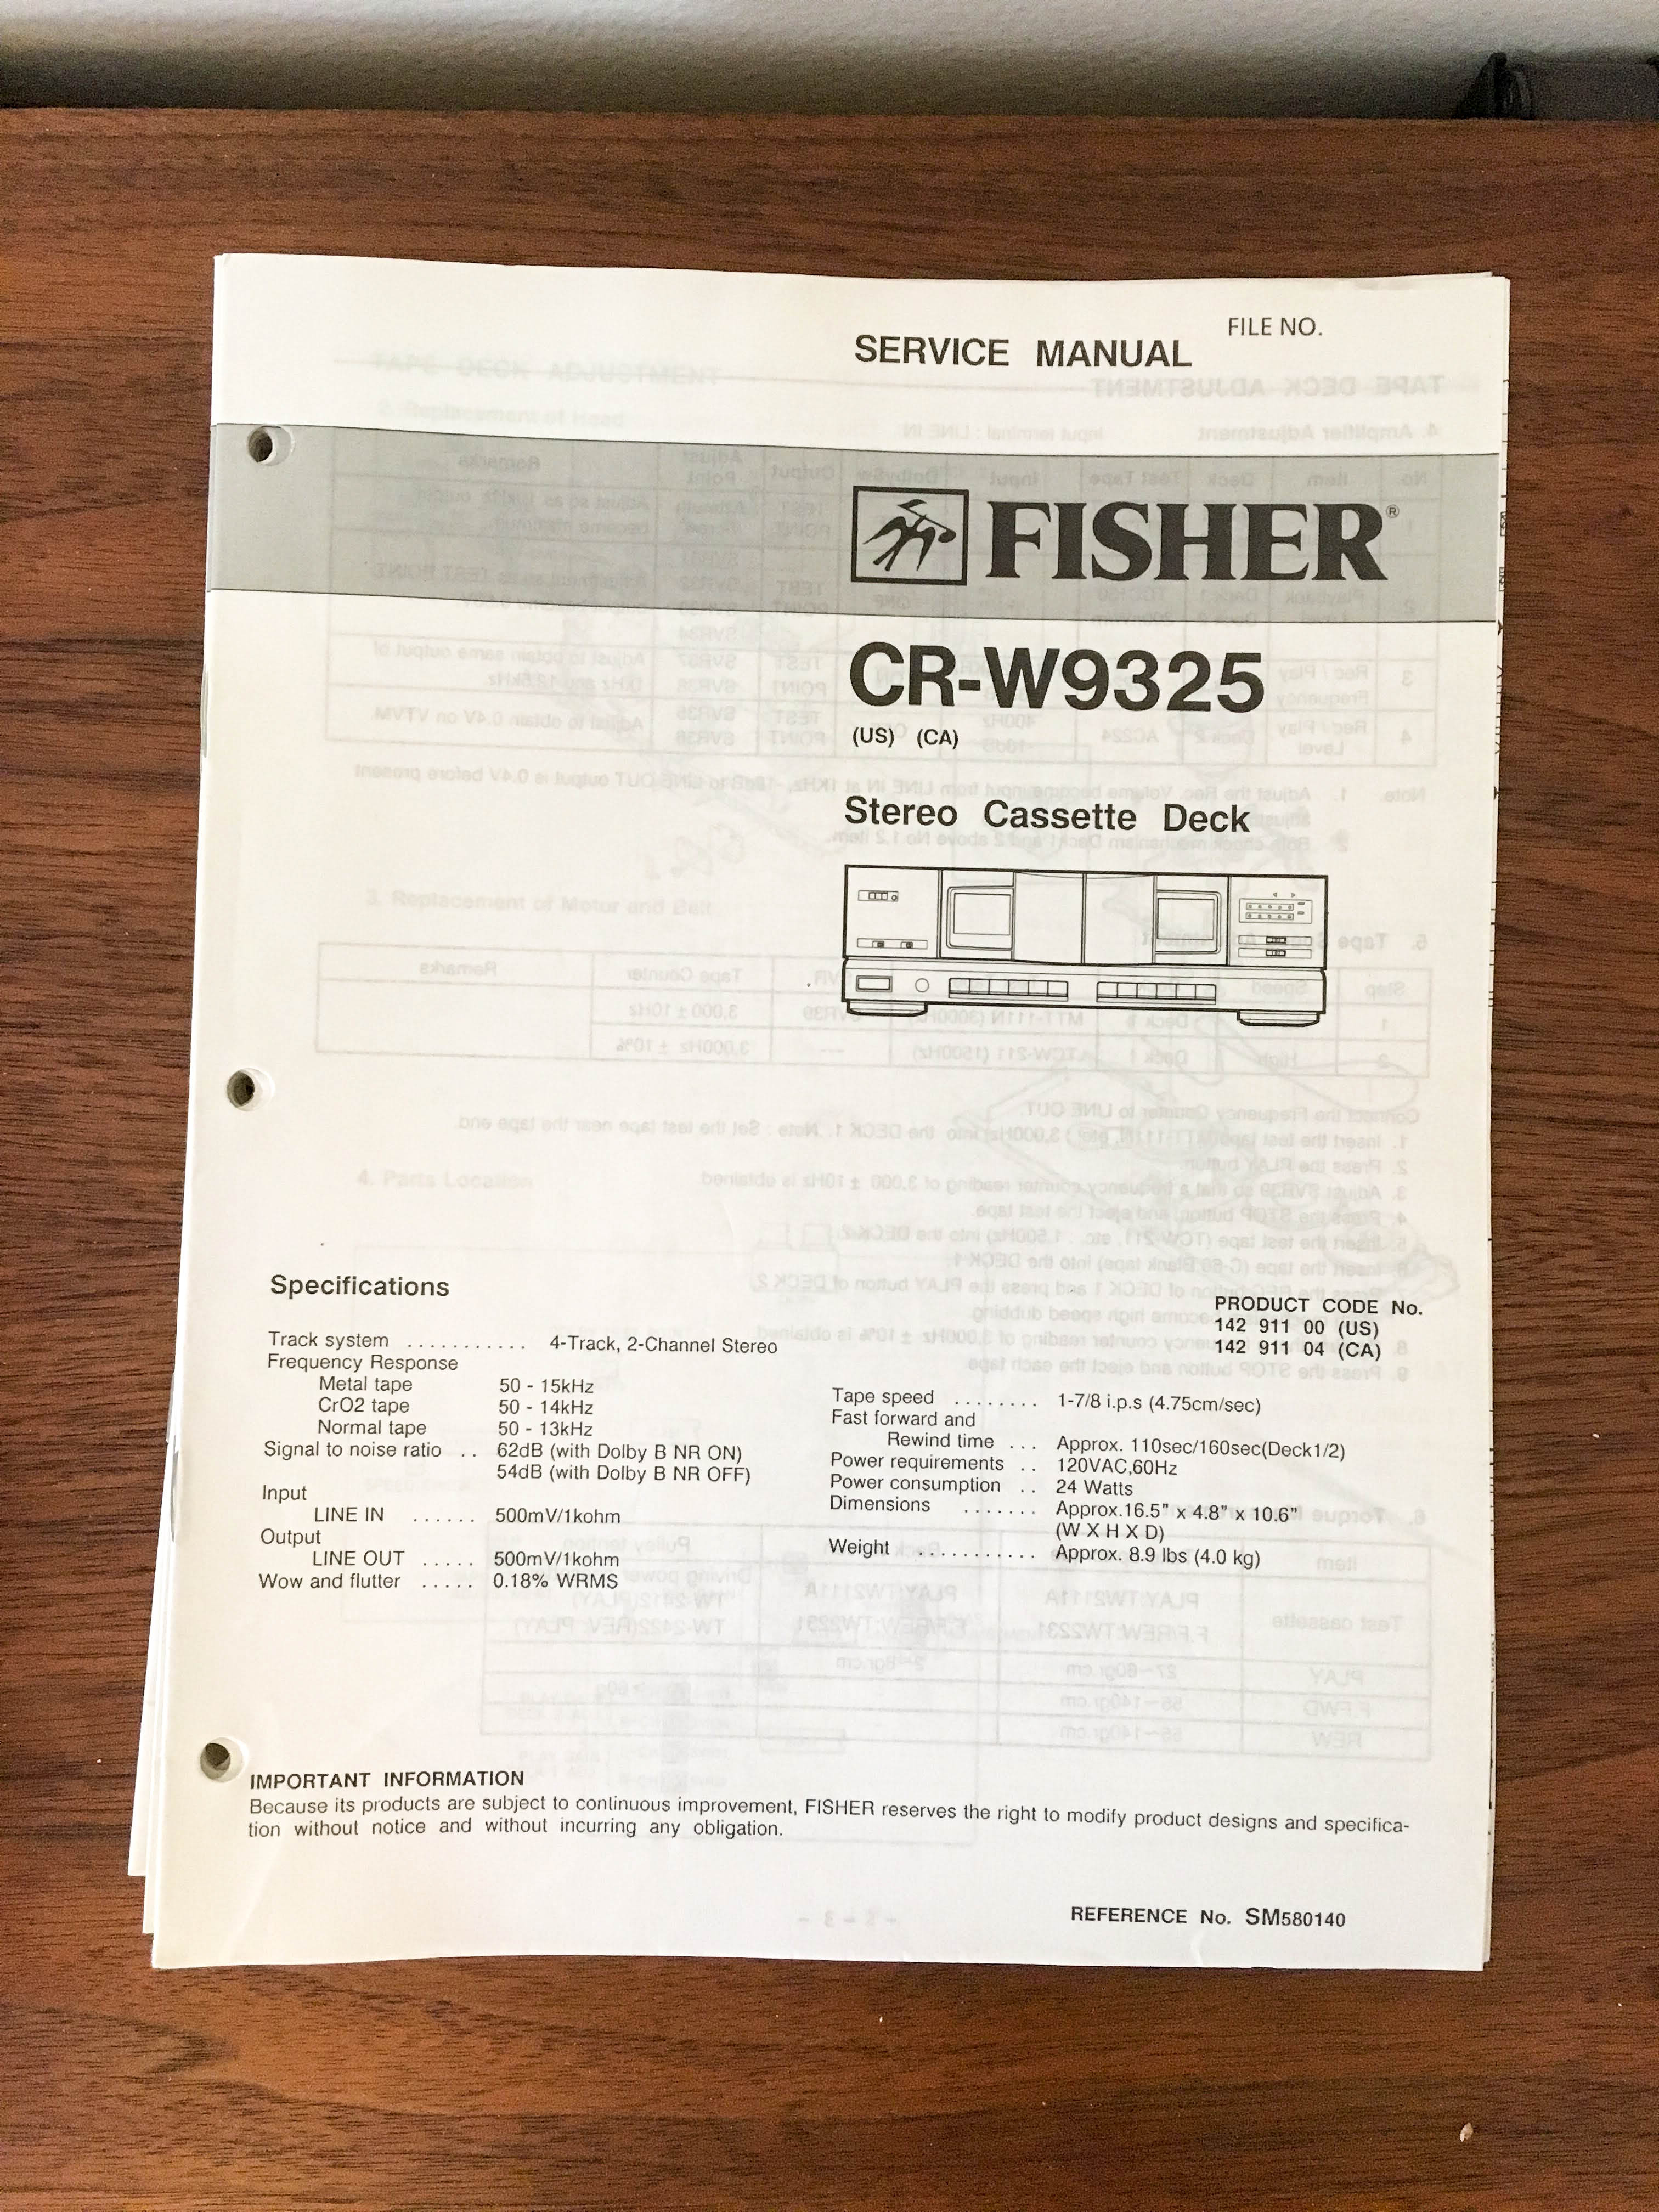 FILE NO.
SERVICE MANUAL
FISHER®
CR-W9325
(US) (CA)
Stereo Cassette Deck
Specifications
PRODUCT CODE No.
142 911 00 (US)
142 911 04 (CA)
Track system ........... 4-Track, 2-Channel Stereo
Frequency Response
Metal tape 50 - 15kHz
CrO2 tape 50 - 14kHz
Normal tape 50 - 13kHz
Signal to noise ratio .. 62dB (with Dolby B NR ON)
54dB (with Dolby B NR OFF)
Input
LINE IN ...... 500mV/1kohm
Output
LINE OUT ..... 500mV/1kohm
Wow and flutter ..... 0.18% WRMS
Tape speed ........ 1-7/8 i.p.s (4.75cm/sec)
Fast forward and
Rewind time ... Approx. 110sec/160sec(Deck1/2)
Power requirements .. 120VAC,60Hz
Power consumption .. 24 Watts
Dimensions ....... Approx.16.5" x 4.8" x 10.6"
(W X H X D)
Weight ........... Approx. 8.9 lbs (4.0 kg)
IMPORTANT INFORMATION
Because its products are subject to continuous improvement, FISHER reserves the right to modify product designs and specifica-
tion without notice and without incurring any obligation.
REFERENCE No. SM580140